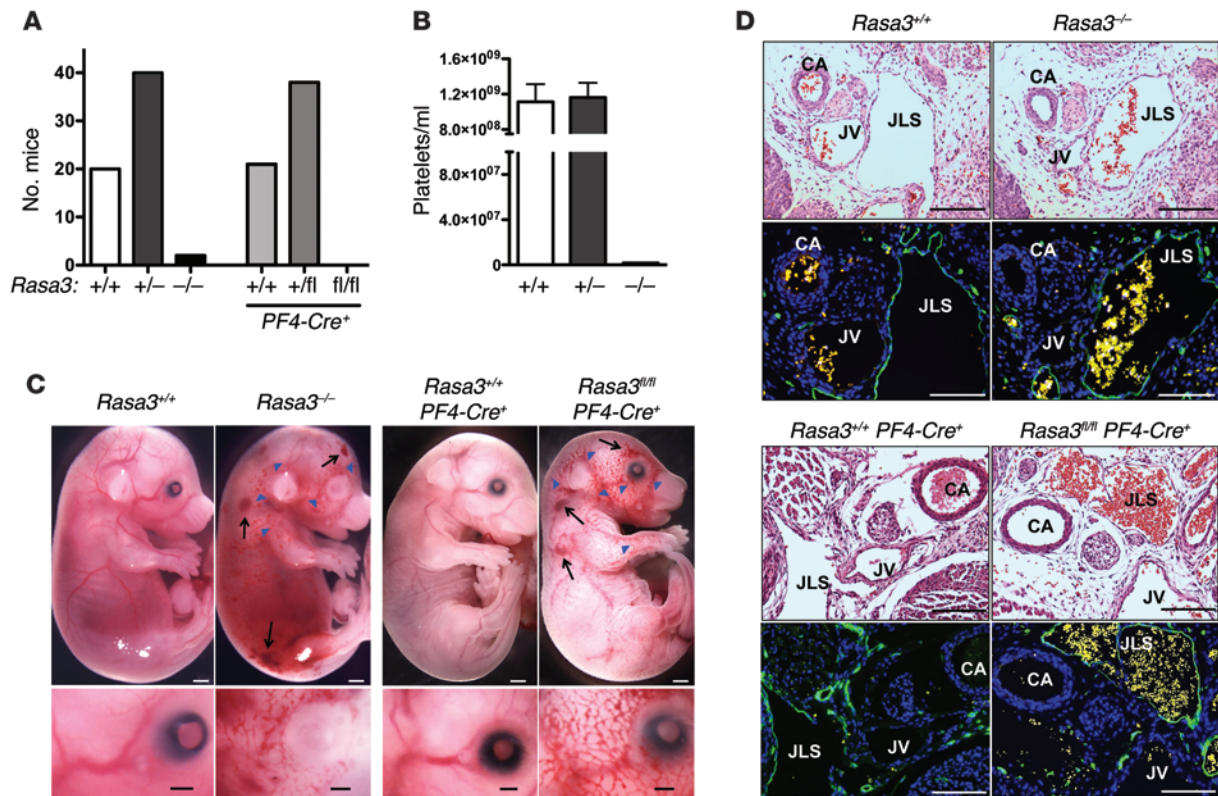 A
No. mice
40
30
20
10
0
Rasa3: +/+ +/– –/– +/+ +/fl fl/fl
PF4-Cre⁺
B
Platelets/ml
1.6×10⁰⁹
1.2×10⁰⁹
8.0×10⁰⁸
8.0×10⁰⁷
4.0×10⁰⁷
0
+/+ +/– –/–
C
Rasa3⁺/⁺ Rasa3⁻/⁻ Rasa3⁺/⁺ PF4-Cre⁺ Rasa3ᶠˡ/ᶠˡ PF4-Cre⁺
D
Rasa3⁺/⁺ Rasa3⁻/⁻
CA JV JLS
CA JV JLS
CA JV JLS
CA JV JLS
Rasa3⁺/⁺ PF4-Cre⁺ Rasa3ᶠˡ/ᶠˡ PF4-Cre⁺
CA JLS JV
CA JLS JV
CA JLS JV
CA JLS JV